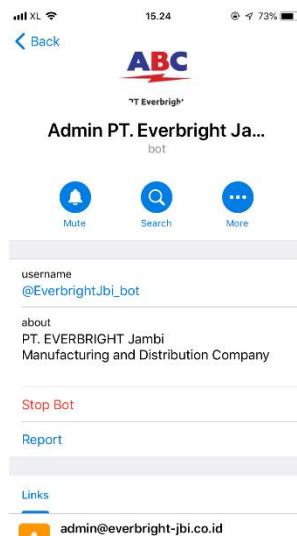 XL 15.24 73%
Back
ABC
PT Everbrigh
Admin PT. Everbright Ja...
bot
Mute Search More
username
@EverbrightJbi_bot
about
PT. EVERBRIGHT Jambi
Manufacturing and Distribution Company
Stop Bot
Report
Links
admin@everbright-jbi.co.id